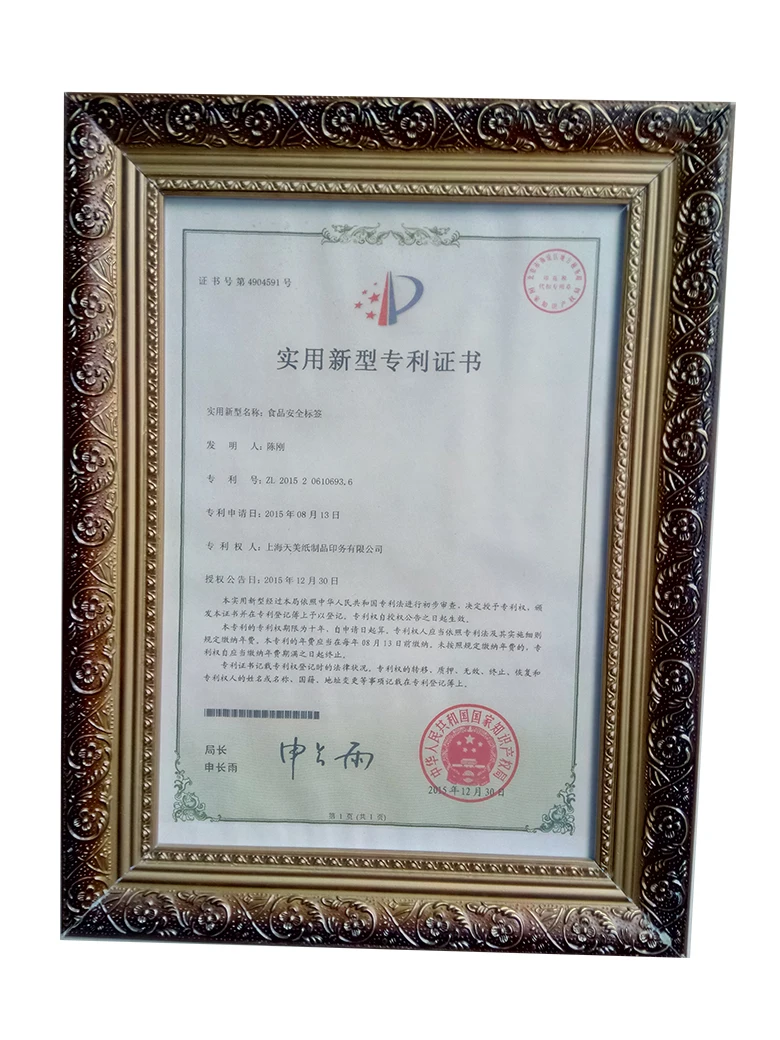 证书号第4904591号
实用新型专利证书
实用新型名称：食品安全标签
发 明 人：陈刚
专 利 号：ZL 2015 2 0610693.6
专利申请日：2015年08月13日
专 利 权 人：上海天美纸制品印务有限公司
授权公告日：2015年12月30日
本实用新型经过本局依照中华人民共和国专利法进行初步审查，决定授予专利权，颁
发本证书并在专利登记簿上予以登记。专利权自授权公告之日起生效。
本专利的专利权期限为十年，自申请日起算。专利权人应当依照专利法及其实施细则
规定缴纳年费。本专利的年费应当在每年08月13日前缴纳。未按照规定缴纳年费的，专
利权自应当缴纳年费期满之日起终止。
专利证书记载专利权登记时的法律状况。专利权的转移、质押、无效、终止、恢复和
专利权人的姓名或名称、国籍、地址变更等事项记载在专利登记簿上。
局长
申长雨
申长雨
中华人民共和国国家知识产权局
2015年12月30日
第1页(共1页)